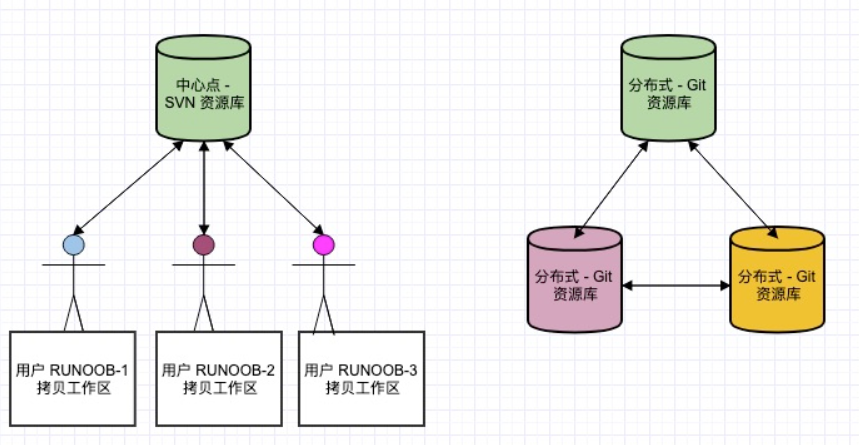 中心点 -
SVN 资源库
分布式 - Git
资源库
分布式 - Git
资源库
分布式 - Git
资源库
用户 RUNOOB-1
拷贝工作区
用户 RUNOOB-2
拷贝工作区
用户 RUNOOB-3
拷贝工作区